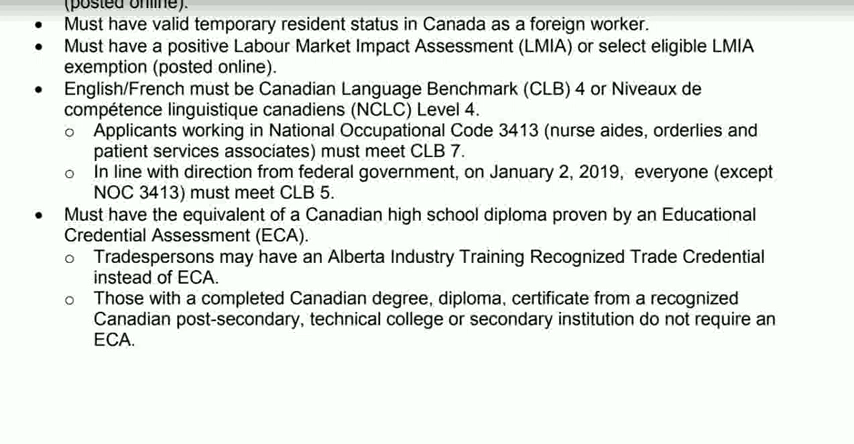 (posted online).
• Must have valid temporary resident status in Canada as a foreign worker.
• Must have a positive Labour Market Impact Assessment (LMIA) or select eligible LMIA
exemption (posted online).
• English/French must be Canadian Language Benchmark (CLB) 4 or Niveaux de
compétence linguistique canadiens (NCLC) Level 4.
o Applicants working in National Occupational Code 3413 (nurse aides, orderlies and
patient services associates) must meet CLB 7.
o In line with direction from federal government, on January 2, 2019, everyone (except
NOC 3413) must meet CLB 5.
• Must have the equivalent of a Canadian high school diploma proven by an Educational
Credential Assessment (ECA).
o Tradespersons may have an Alberta Industry Training Recognized Trade Credential
instead of ECA.
o Those with a completed Canadian degree, diploma, certificate from a recognized
Canadian post-secondary, technical college or secondary institution do not require an
ECA.